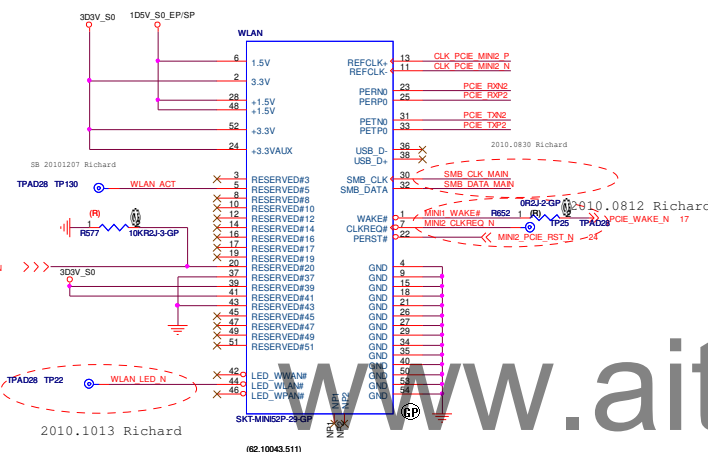 3D3V_S0 1D5V_S0_EP/SP
WLAN
6 1.5V REFCLK+ 13 CLK_PCIE_MINI2_P
REFCLK- 11 CLK_PCIE_MINI2_N
2 3.3V PERN0 23 PCIE_RXN2
28 +1.5V PERP0 25 PCIE_RXP2
48 +1.5V
PETN0 31 PCIE_TXN2
52 +3.3V PETP0 33 PCIE_TXP2
24 +3.3VAUX USB_D- 36 2010.0830 Richard
USB_D+ 38
SB 20101207 Richard
3 RESERVED#3 SMB_CLK 30 SMB_CLK_MAIN
TPAD28 TP130 WLAN_ACT 5 RESERVED#5 SMB_DATA 32 SMB_DATA_MAIN
8 RESERVED#8
10 RESERVED#10 0R2J-2-GP 2010.0812 Richard
12 RESERVED#12 WAKE# 1 MINI1_WAKE# R652 1 (R) PCIE_WAKE_N 17
(R) 1 14 RESERVED#14 CLKREQ# 7 MINI2_CLKREQ_N TP25 TPAD28
R577 10KR2J-3-GP 16 RESERVED#16 PERST# 22 MINI2_PCIE_RST_N 24
17 RESERVED#17
19 RESERVED#19
N 20 RESERVED#20 GND 4
3D3V_S0 37 RESERVED#37 GND 9
39 RESERVED#39 GND 15
41 RESERVED#41 GND 18
43 RESERVED#43 GND 21
45 RESERVED#45 GND 26
47 RESERVED#47 GND 27
49 RESERVED#49 GND 29
51 RESERVED#51 GND 34
GND 35
GND 40
42 LED_WWAN# GND 50
TPAD28 TP22 WLAN_LED_N 44 LED_WLAN# GND 53
46 LED_WPAN# GND 54
NP1 NP2
SKT-MINI52P-29-GP GP
NP1 NP2
2010.1013 Richard
(62.10043.511)
www.ait